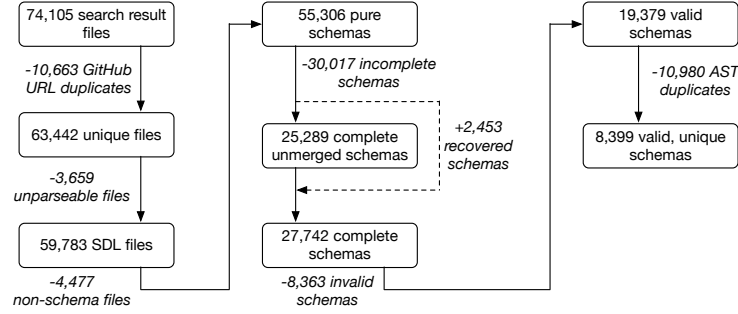 74,105 search result
files
-10,663 GitHub
URL duplicates
63,442 unique files
-3,659
unparseable files
59,783 SDL files
-4,477
non-schema files
55,306 pure
schemas
-30,017 incomplete
schemas
25,289 complete
unmerged schemas
+2,453
recovered
schemas
27,742 complete
schemas
-8,363 invalid
schemas
19,379 valid
schemas
-10,980 AST
duplicates
8,399 valid, unique
schemas